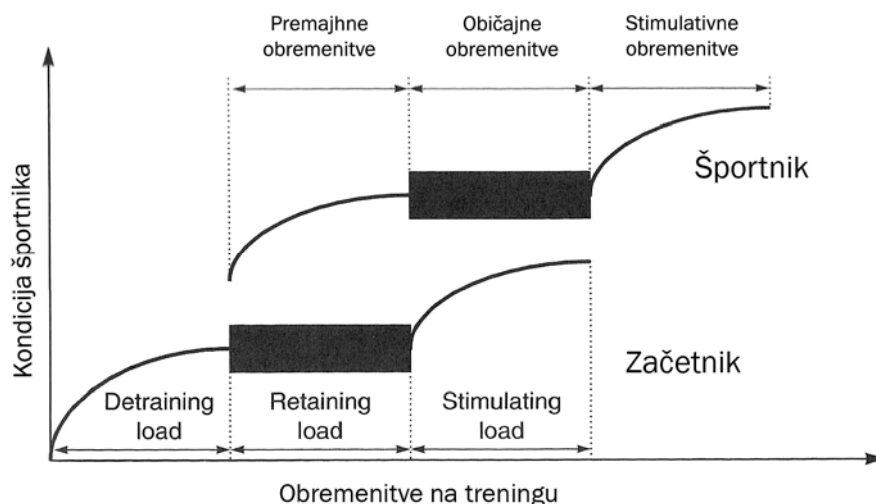 Premajhne
obremenitve
Običajne
obremenitve
Stimulativne
obremenitve
Kondicija športnika
Športnik
Začetnik
Detraining
load
Retaining
load
Stimulating
load
Obremenitve na treningu